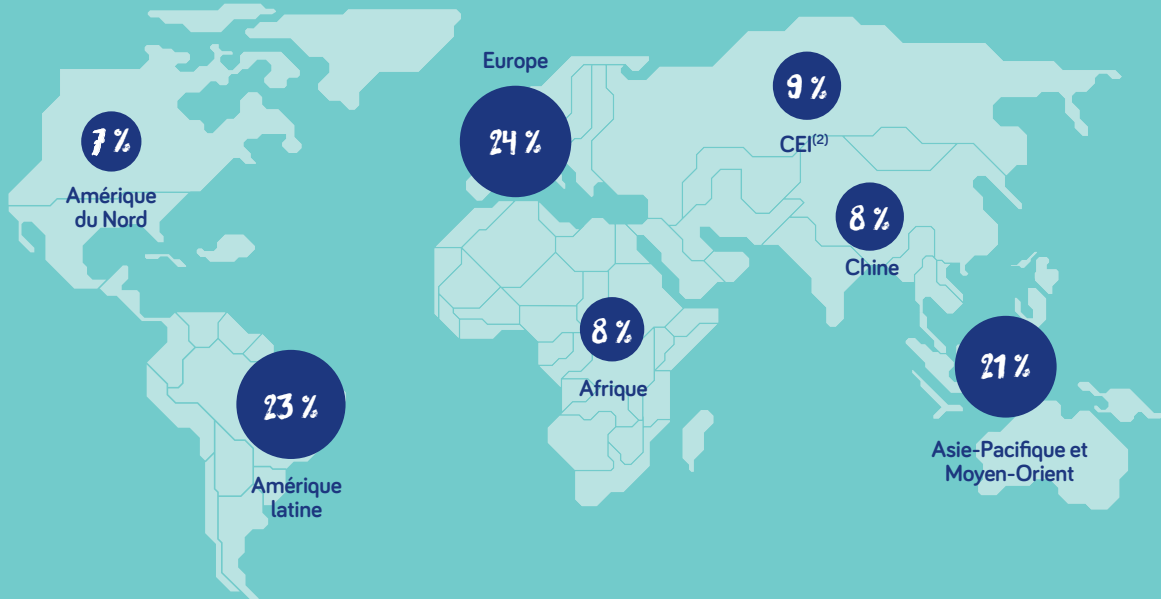 Europe
9 %
7 %
24 %
CEI(2)
Amérique
du Nord
8 %
Chine
8 %
21 %
Afrique
23 %
Asie-Pacifique et
Moyen-Orient
Amérique
latine